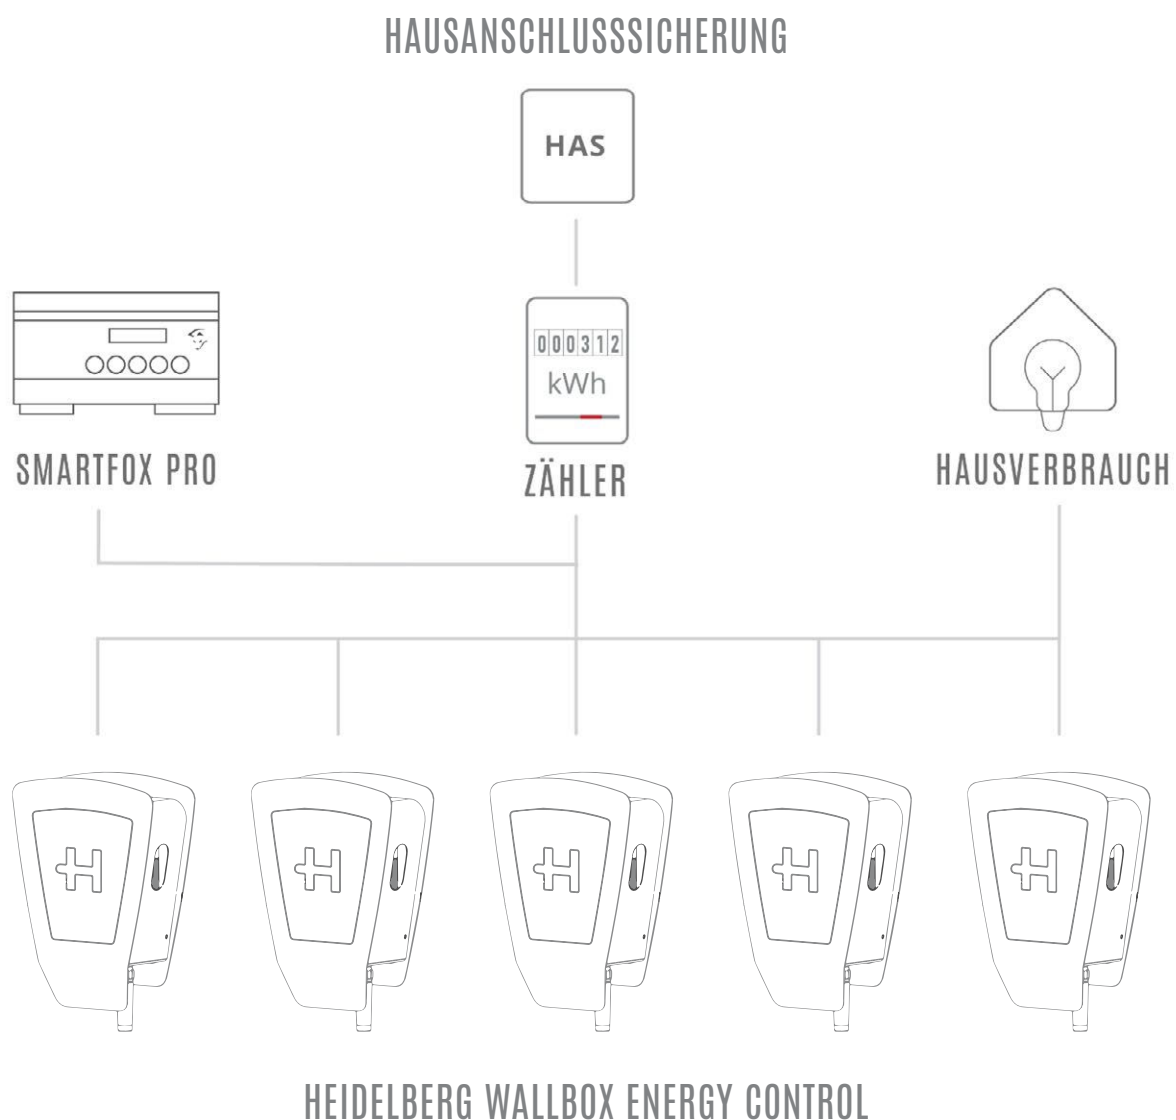 HAUSANSCHLUSSSICHERUNG
HAS
000312
kWh
SMARTFOX PRO
ZÄHLER
HAUSVERBRAUCH
H
H
H
H
H
HEIDELBERG WALLBOX ENERGY CONTROL